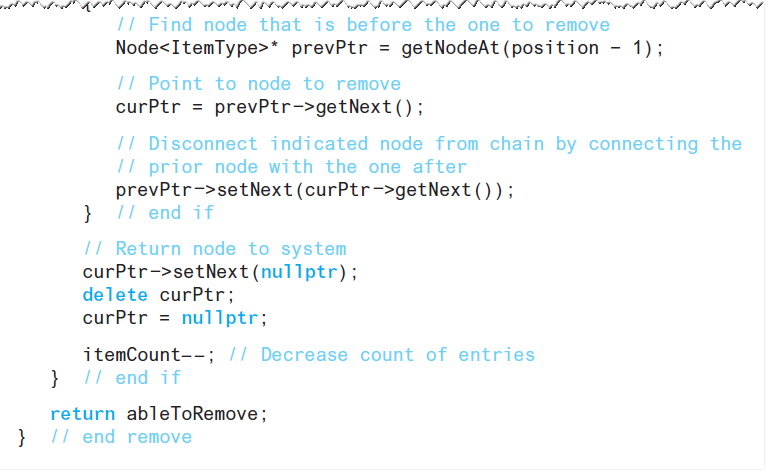 {
// Find node that is before the one to remove
Node<ItemType>* prevPtr = getNodeAt(position - 1);
// Point to node to remove
curPtr = prevPtr->getNext();
// Disconnect indicated node from chain by connecting the
// prior node with the one after
prevPtr->setNext(curPtr->getNext());
} // end if
// Return node to system
curPtr->setNext(nullptr);
delete curPtr;
curPtr = nullptr;
itemCount--; // Decrease count of entries
} // end if
return ableToRemove;
} // end remove